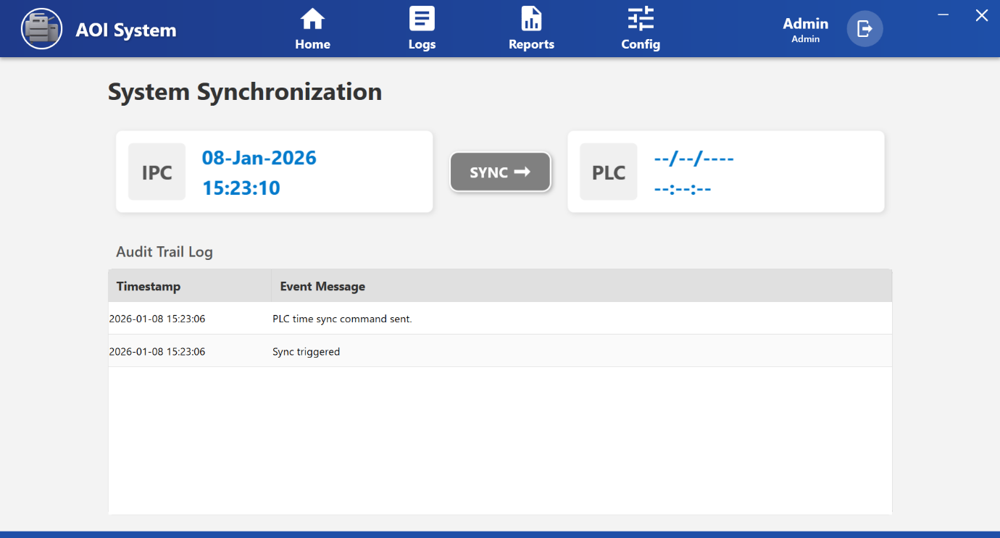 AOI System
Home
Logs
Reports
Config
Admin
Admin
System Synchronization
IPC
08-Jan-2026
15:23:10
SYNC
PLC
--/--/----
--:--:--
Audit Trail Log
Timestamp Event Message
2026-01-08 15:23:06 PLC time sync command sent.
2026-01-08 15:23:06 Sync triggered